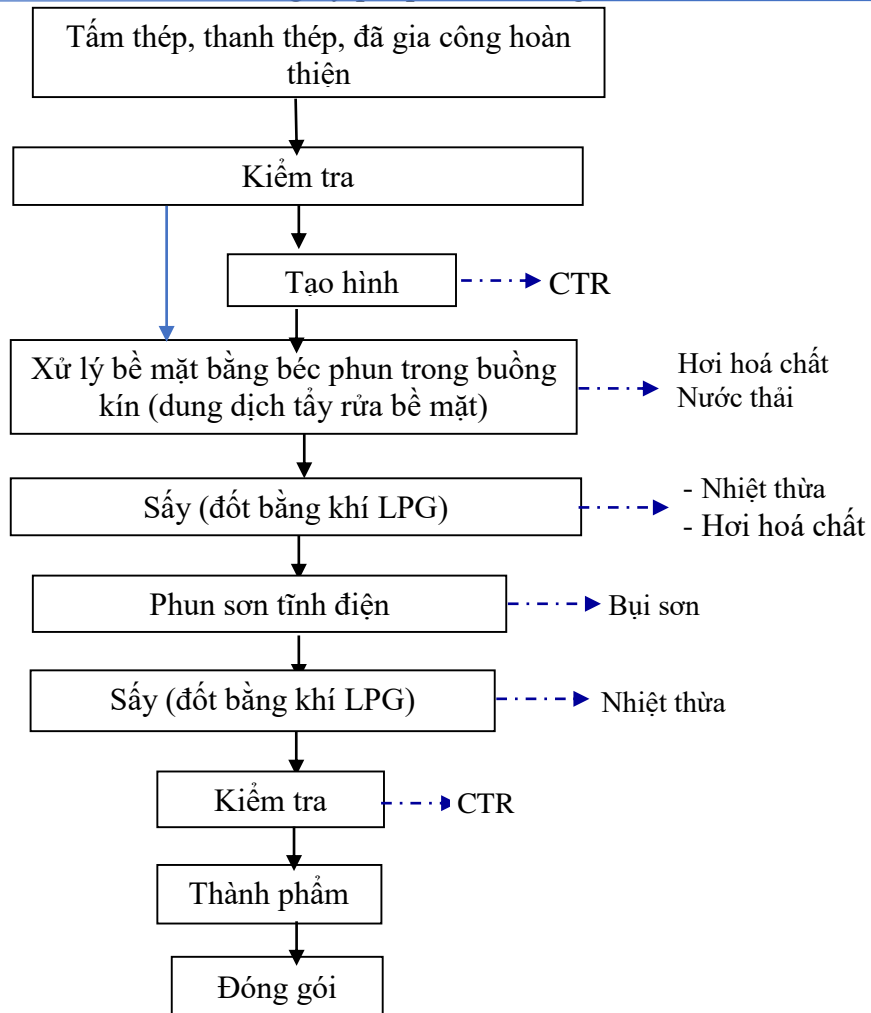 Tấm thép, thanh thép, đã gia công hoàn
thiện
Kiểm tra
Tạo hình
CTR
Xử lý bề mặt bằng béc phun trong buồng
kín (dung dịch tẩy rửa bề mặt)
Hơi hoá chất
Nước thải
Sấy (đốt bằng khí LPG)
- Nhiệt thừa
- Hơi hoá chất
Phun sơn tĩnh điện
Bụi sơn
Sấy (đốt bằng khí LPG)
Nhiệt thừa
Kiểm tra
CTR
Thành phẩm
Đóng gói